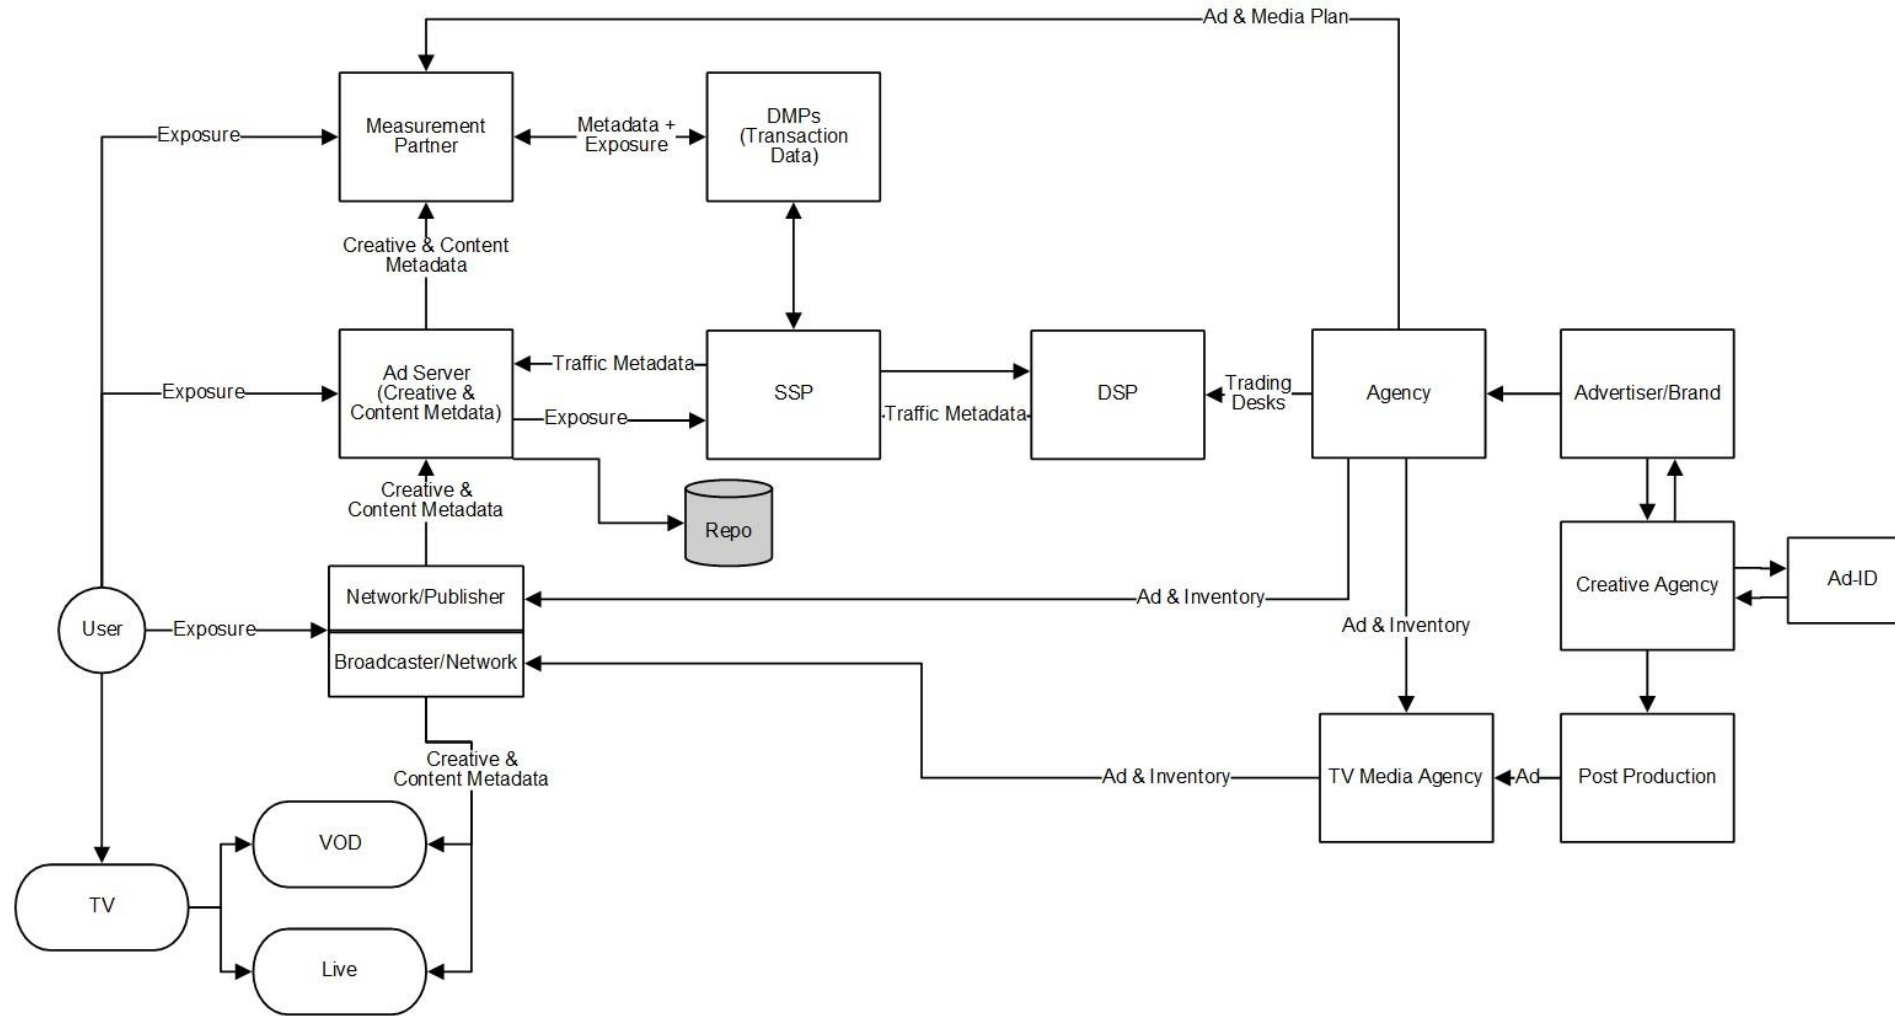 Ad & Media Plan
Measurement
Partner
Exposure
Metadata +
Exposure
DMPs
(Transaction
Data)
Creative & Content
Metadata
Exposure
Ad Server
(Creative &
Content Metdata)
Traffic Metadata
Exposure
SSP
Traffic Metadata
DSP
Trading
Desks
Agency
Advertiser/Brand
Creative &
Content Metadata
Repo
Creative Agency
Ad-ID
Network/Publisher
Ad & Inventory
User
Exposure
Ad & Inventory
Broadcaster/Network
Creative &
Content Metadata
Ad & Inventory
TV Media Agency
Ad
Post Production
VOD
TV
Live